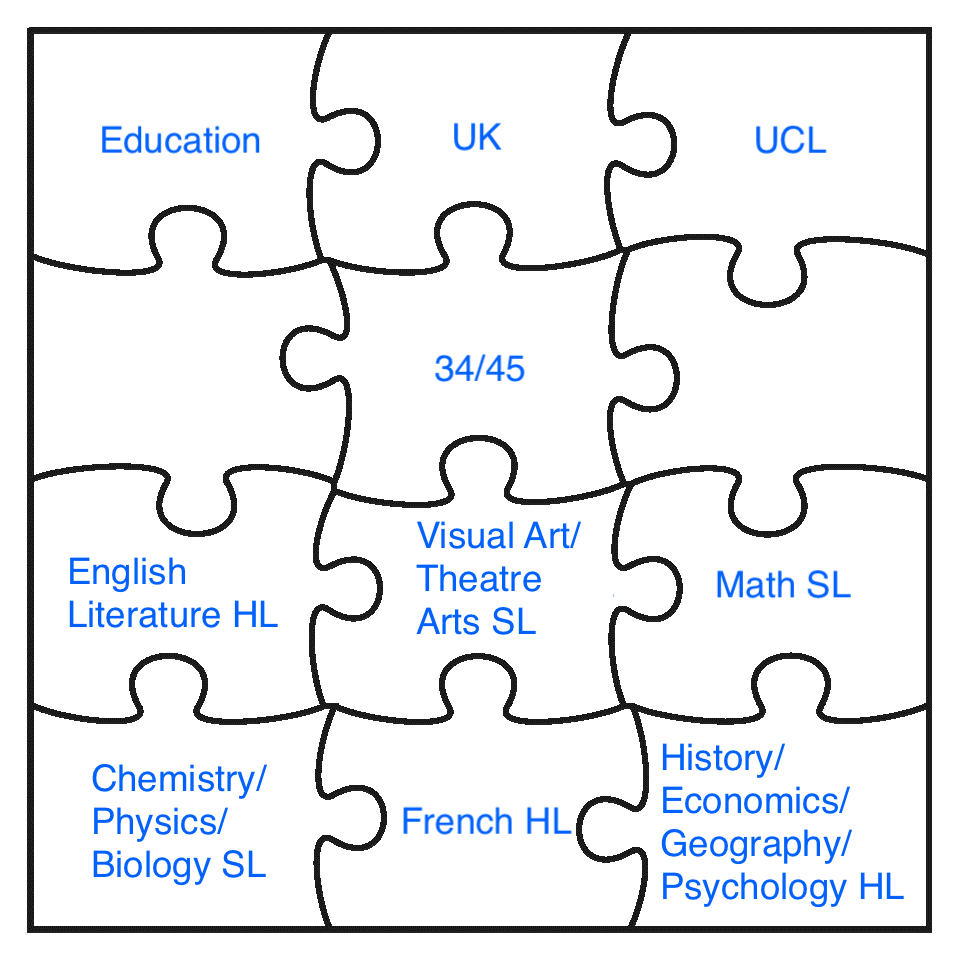 Education
UK
UCL
34/45
English
Literature HL
Visual Art/
Theatre
Arts SL
Math SL
Chemistry/
Physics/
Biology SL
French HL
History/
Economics/
Geography/
Psychology HL